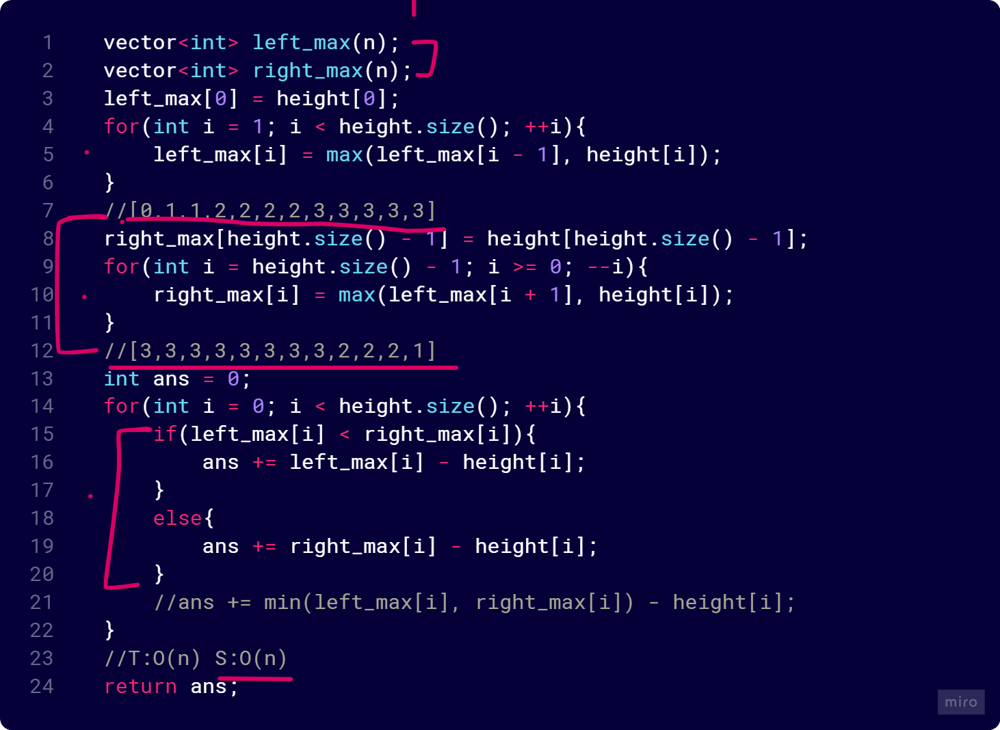 1 vector<int> left_max(n);
2 vector<int> right_max(n);
3 left_max[0] = height[0];
4 for(int i = 1; i < height.size(); ++i){
5     left_max[i] = max(left_max[i - 1], height[i]);
6 }
7 //[0,1,1,2,2,2,2,3,3,3,3,3]
8 right_max[height.size() - 1] = height[height.size() - 1];
9 for(int i = height.size() - 1; i >= 0; --i){
10     right_max[i] = max(left_max[i + 1], height[i]);
11 }
12 //[3,3,3,3,3,3,3,3,2,2,2,1]
13 int ans = 0;
14 for(int i = 0; i < height.size(); ++i){
15     if(left_max[i] < right_max[i]){
16         ans += left_max[i] - height[i];
17     }
18     else{
19         ans += right_max[i] - height[i];
20     }
21     //ans += min(left_max[i], right_max[i]) - height[i];
22 }
23 //T:O(n) S:O(n)
24 return ans;
miro